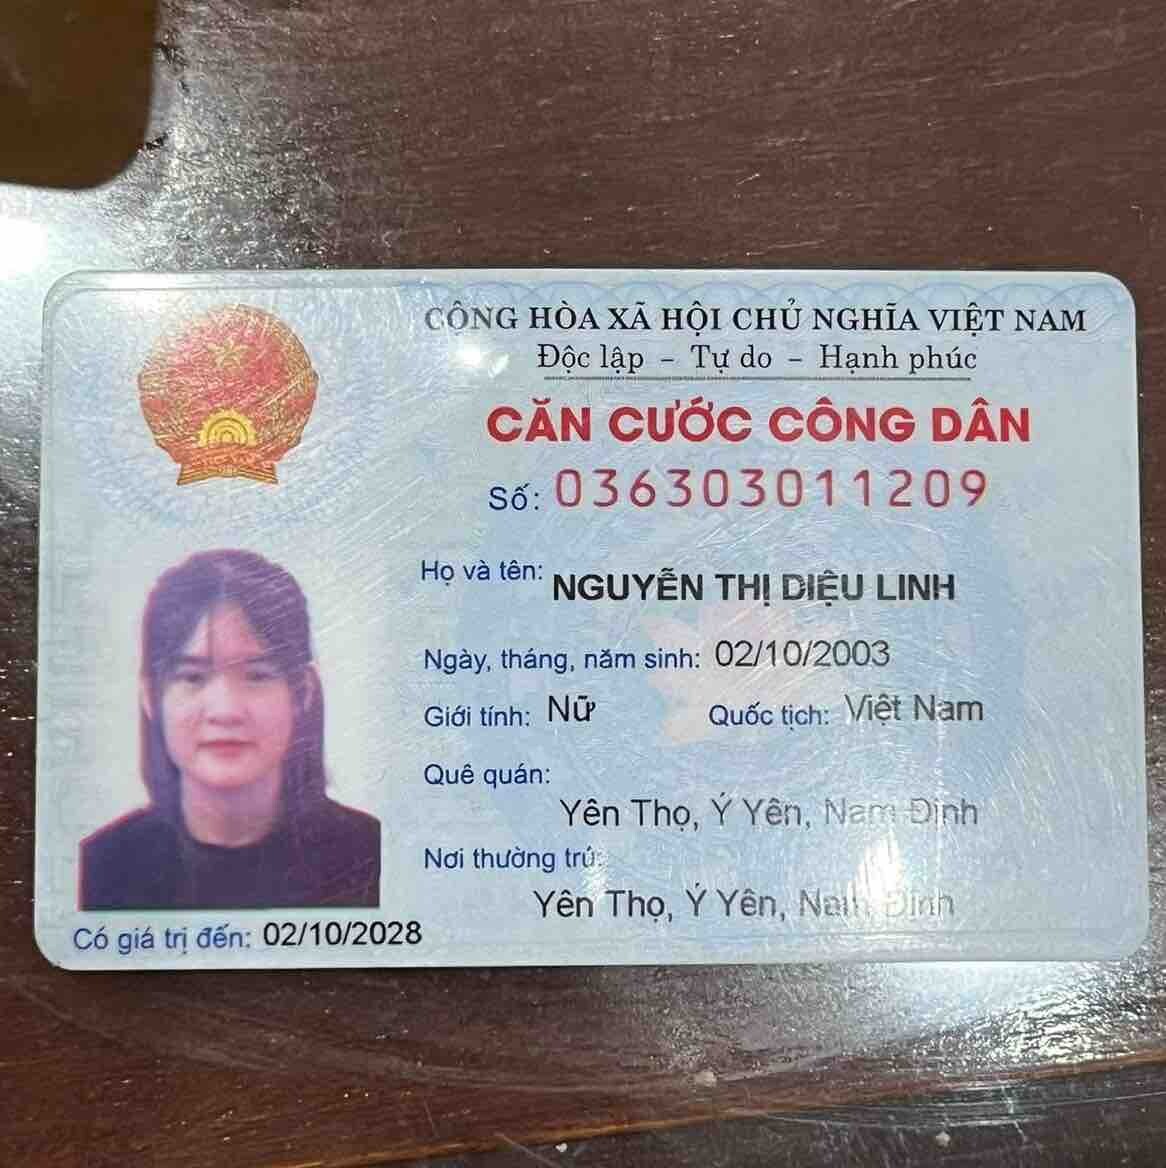 CỘNG HÒA XÃ HỘI CHỦ NGHĨA VIỆT NAM
Độc lập – Tự do – Hạnh phúc
CĂN CƯỚC CÔNG DÂN
Số: 036303011209
Họ và tên: NGUYỄN THỊ DIỆU LINH
Ngày, tháng, năm sinh: 02/10/2003
Giới tính: Nữ Quốc tịch: Việt Nam
Quê quán:
Yên Thọ, Ý Yên, Nam Định
Nơi thường trú:
Yên Thọ, Ý Yên, Nam Định
Có giá trị đến: 02/10/2028